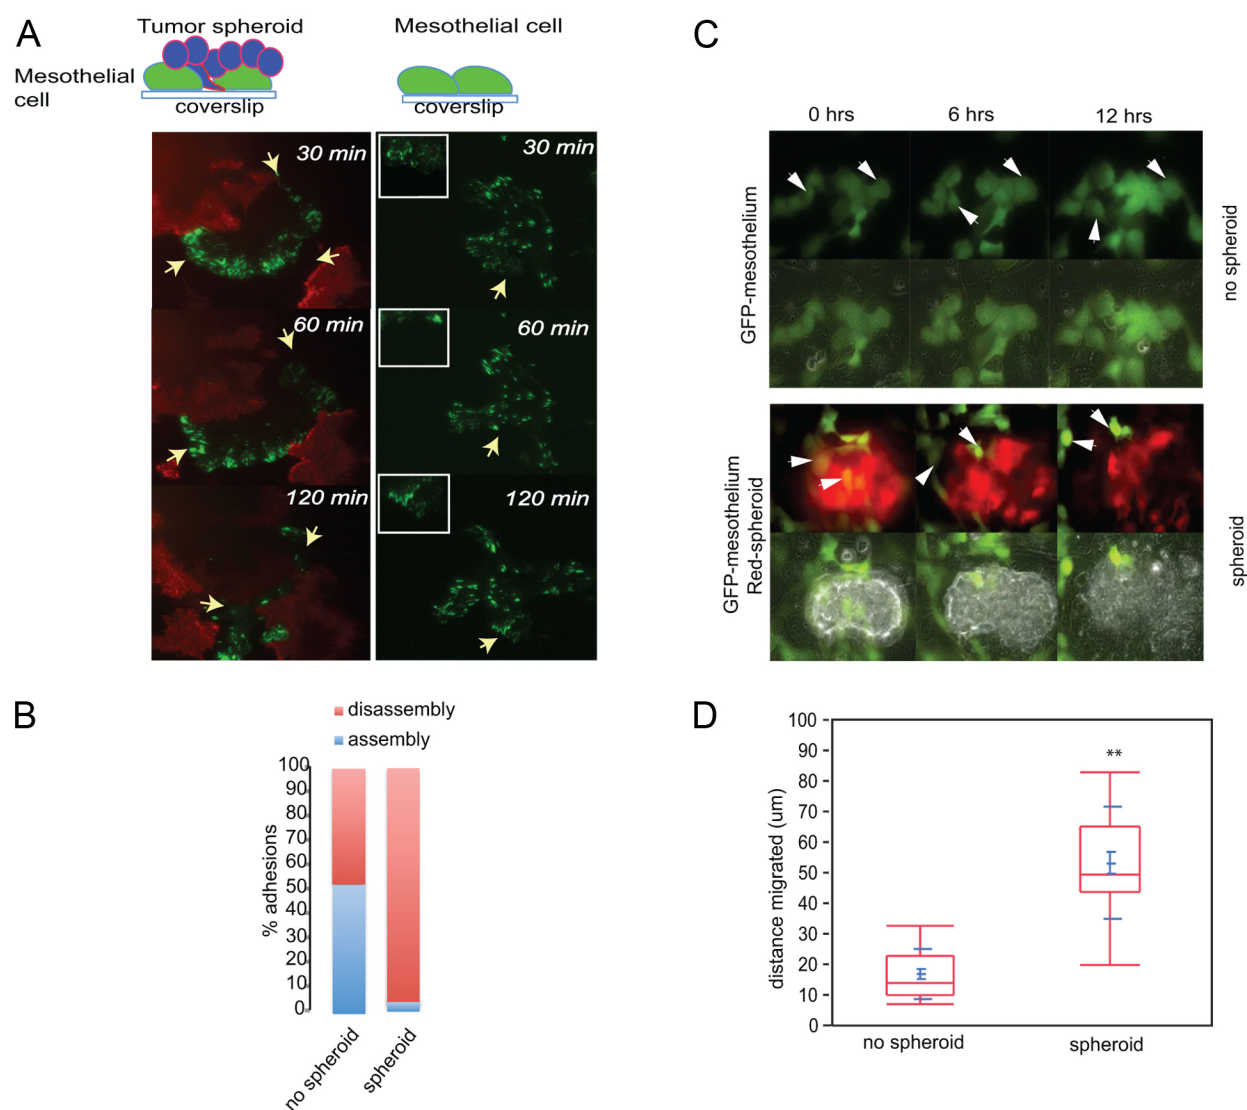 A
Tumor spheroid
Mesothelial cell
Mesothelial
cell
coverslip
coverslip
30 min
30 min
60 min
60 min
120 min
120 min
B
disassembly
assembly
% adhesions
100
90
80
70
60
50
40
30
20
10
0
no spheroid
spheroid
C
0 hrs
6 hrs
12 hrs
GFP-mesothelium
no spheroid
GFP-mesothelium
Red-spheroid
spheroid
D
distance migrated (um)
100
90
80
70
60
50
40
30
20
10
0
**
no spheroid
spheroid